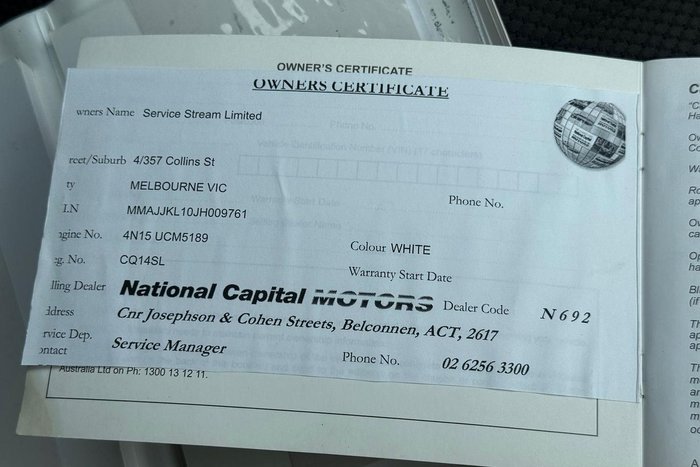 OWNER'S CERTIFICATE
OWNERS CERTIFICATE
wners Name Service Stream Limited
reet/Suburb 4/357 Collins St
ty MELBOURNE VIC Phone No.
I.N MMAJJKL10JH009761
gine No. 4N15 UCM5189 Colour WHITE
eg. No. CQ14SL Warranty Start Date
lling Dealer National Capital MOTORS Dealer Code N692
ddress Cnr Josephson & Cohen Streets, Belconnen, ACT, 2617
rvice Dep. Service Manager Phone No. 02 6256 3300
ontact
Australia Ltd on Ph: 1300 13 12 11.